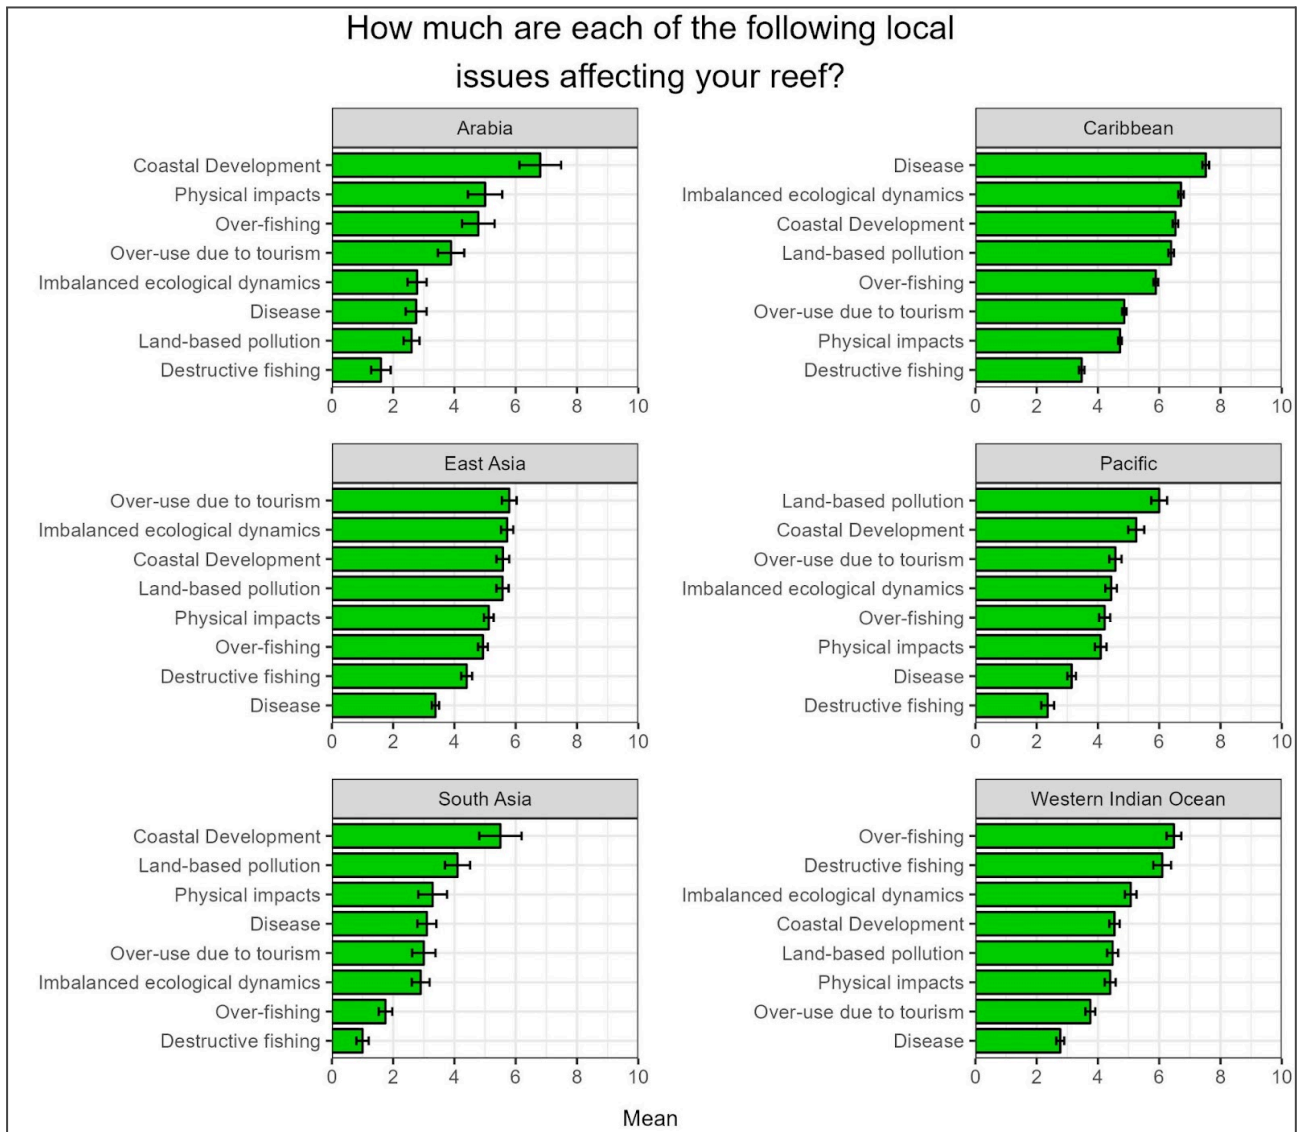 How much are each of the following local
issues affecting your reef?
Arabia
Coastal Development
Physical impacts
Over-fishing
Over-use due to tourism
Imbalanced ecological dynamics
Disease
Land-based pollution
Destructive fishing
0 2 4 6 8 10
Caribbean
Disease
Imbalanced ecological dynamics
Coastal Development
Land-based pollution
Over-fishing
Over-use due to tourism
Physical impacts
Destructive fishing
0 2 4 6 8 10
East Asia
Over-use due to tourism
Imbalanced ecological dynamics
Coastal Development
Land-based pollution
Physical impacts
Over-fishing
Destructive fishing
Disease
0 2 4 6 8 10
Pacific
Land-based pollution
Coastal Development
Over-use due to tourism
Imbalanced ecological dynamics
Over-fishing
Physical impacts
Disease
Destructive fishing
0 2 4 6 8 10
South Asia
Coastal Development
Land-based pollution
Physical impacts
Disease
Over-use due to tourism
Imbalanced ecological dynamics
Over-fishing
Destructive fishing
0 2 4 6 8 10
Western Indian Ocean
Over-fishing
Destructive fishing
Imbalanced ecological dynamics
Coastal Development
Land-based pollution
Physical impacts
Over-use due to tourism
Disease
0 2 4 6 8 10
Mean